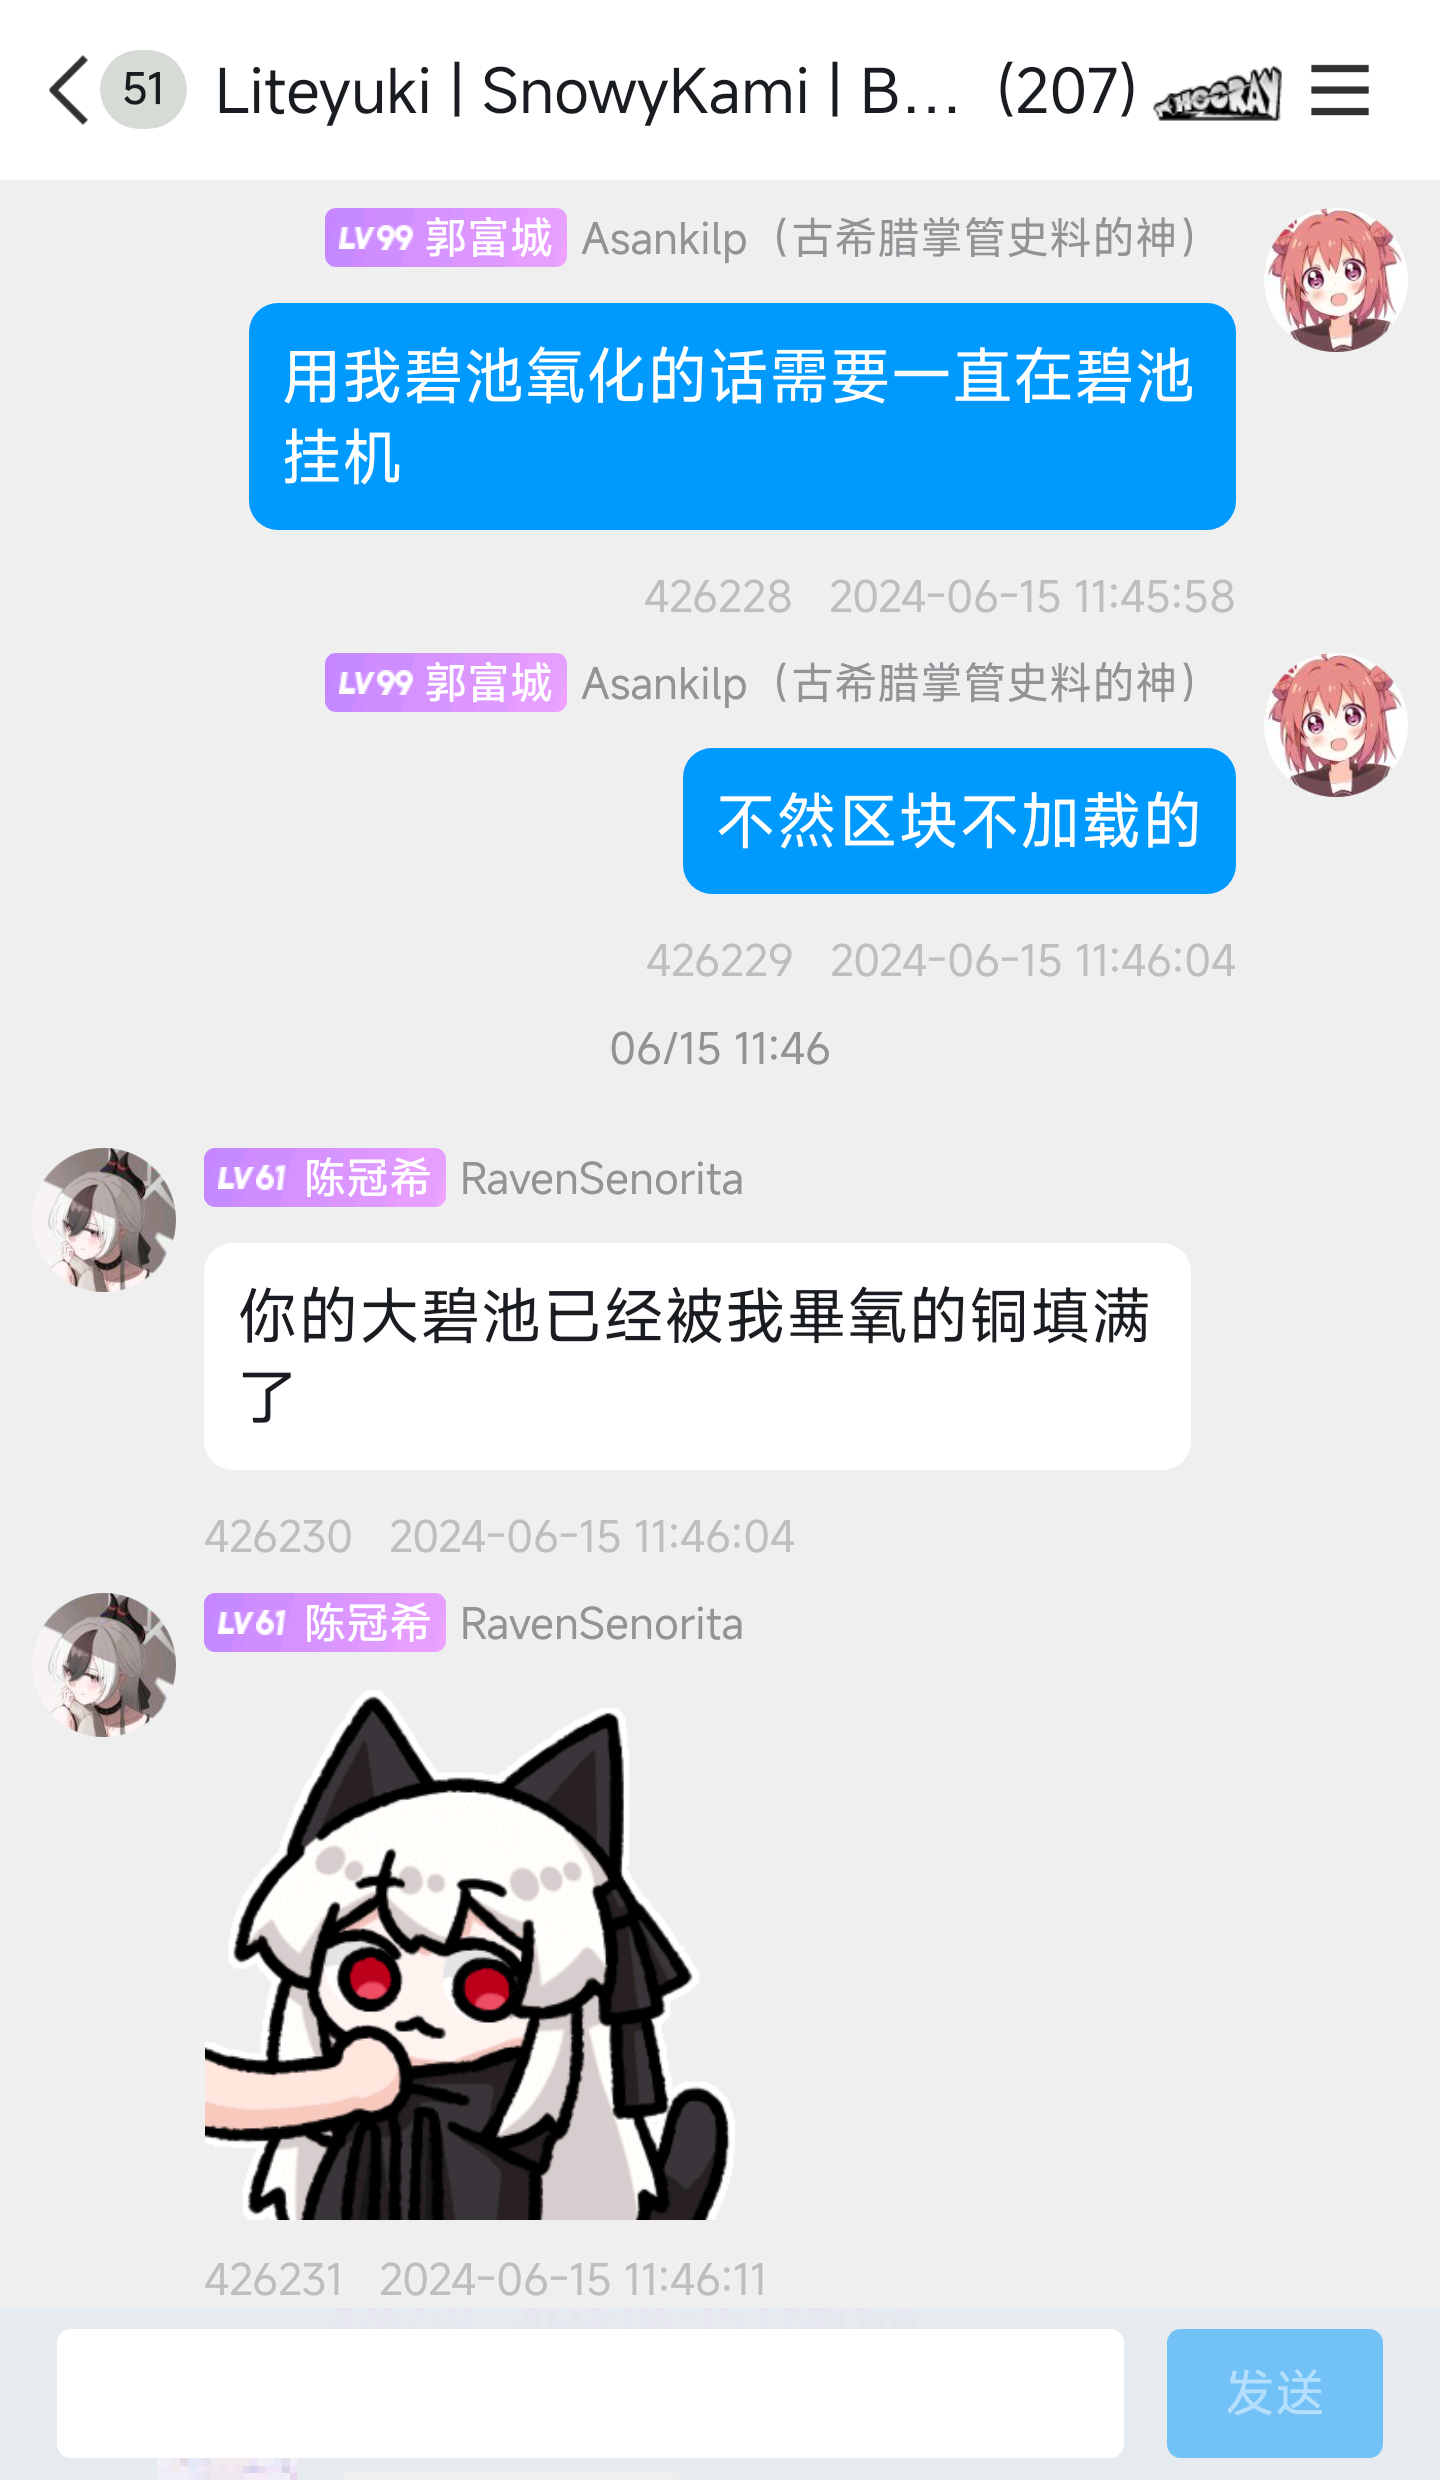 51 Liteyuki | SnowyKami | B... (207) HOORAY
LV99 郭富城 Asankilp（古希腊掌管史料的神）
用我碧池氧化的话需要一直在碧池
挂机
426228 2024-06-15 11:45:58
LV99 郭富城 Asankilp（古希腊掌管史料的神）
不然区块不加载的
426229 2024-06-15 11:46:04
06/15 11:46
LV61 陈冠希 RavenSenorita
你的大碧池已经被我畢氧的铜填满
了
426230 2024-06-15 11:46:04
LV61 陈冠希 RavenSenorita
426231 2024-06-15 11:46:11
发送